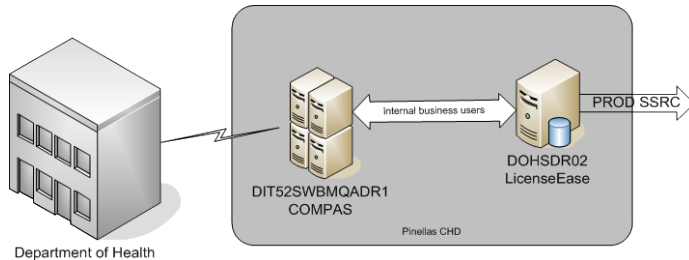 internal business users
PROD SSRC
DOHSDR02
LicenseEase
DIT52SWBMQADR1
COMPAS
Pinellas CHD
Department of Health